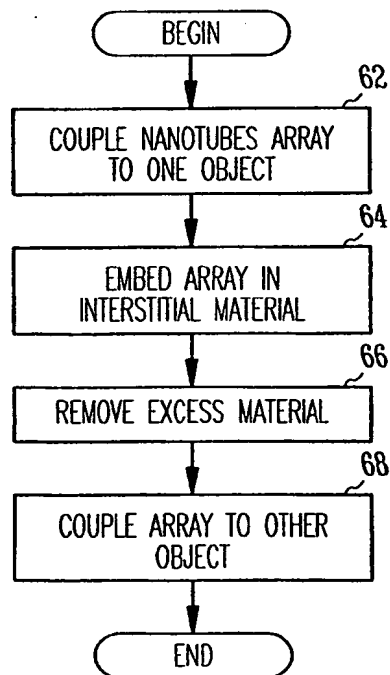 BEGIN
62
COUPLE NANOTUBES ARRAY
TO ONE OBJECT
64
EMBED ARRAY IN
INTERSTITIAL MATERIAL
66
REMOVE EXCESS MATERIAL
68
COUPLE ARRAY TO OTHER
OBJECT
END